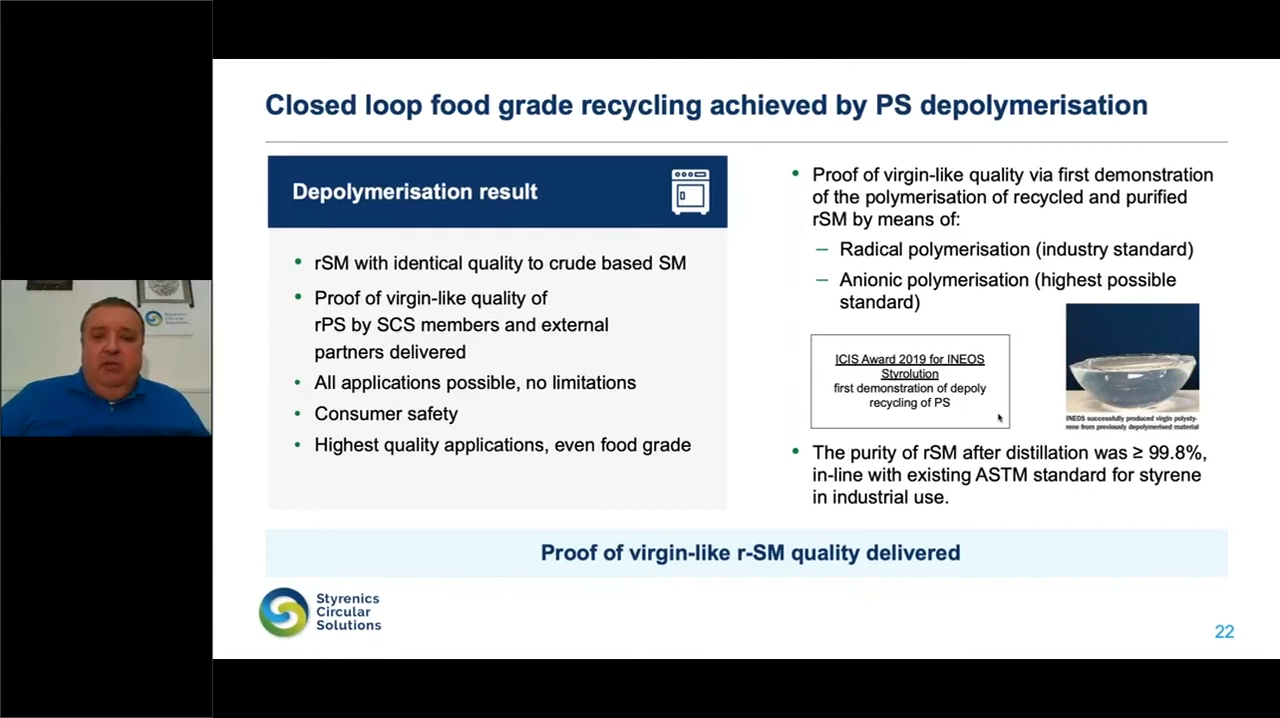 Closed loop food grade recycling achieved by PS depolymerisation
Depolymerisation result
• rSM with identical quality to crude based SM
• Proof of virgin-like quality of
rPS by SCS members and external
partners delivered
• All applications possible, no limitations
• Consumer safety
• Highest quality applications, even food grade
• Proof of virgin-like quality via first demonstration
of the polymerisation of recycled and purified
rSM by means of:
– Radical polymerisation (industry standard)
– Anionic polymerisation (highest possible
standard)
ICIS Award 2019 for INEOS
Styrolution
first demonstration of depoly
recycling of PS
INEOS successfully produced virgin polysty-
rene from previously depolymerised material
• The purity of rSM after distillation was ≥ 99.8%,
in-line with existing ASTM standard for styrene
in industrial use.
Proof of virgin-like r-SM quality delivered
Styrenics
Circular
Solutions
22
Styrenics
Circular
Solutions